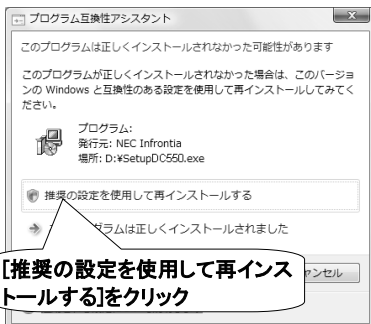 プログラム互換性アシスタント
このプログラムは正しくインストールされなかった可能性があります
このプログラムが正しくインストールされなかった場合は、このバージョ
ンの Windows と互換性のある設定を使用して再インストールしてみてく
ださい。
プログラム:
発行元: NEC Infrontia
場所: D:¥SetupDC550.exe
推奨の設定を使用して再インストールする
ラムは正しくインストールされました
[推奨の設定を使用して再インス
トールする]をクリック
ャンセル